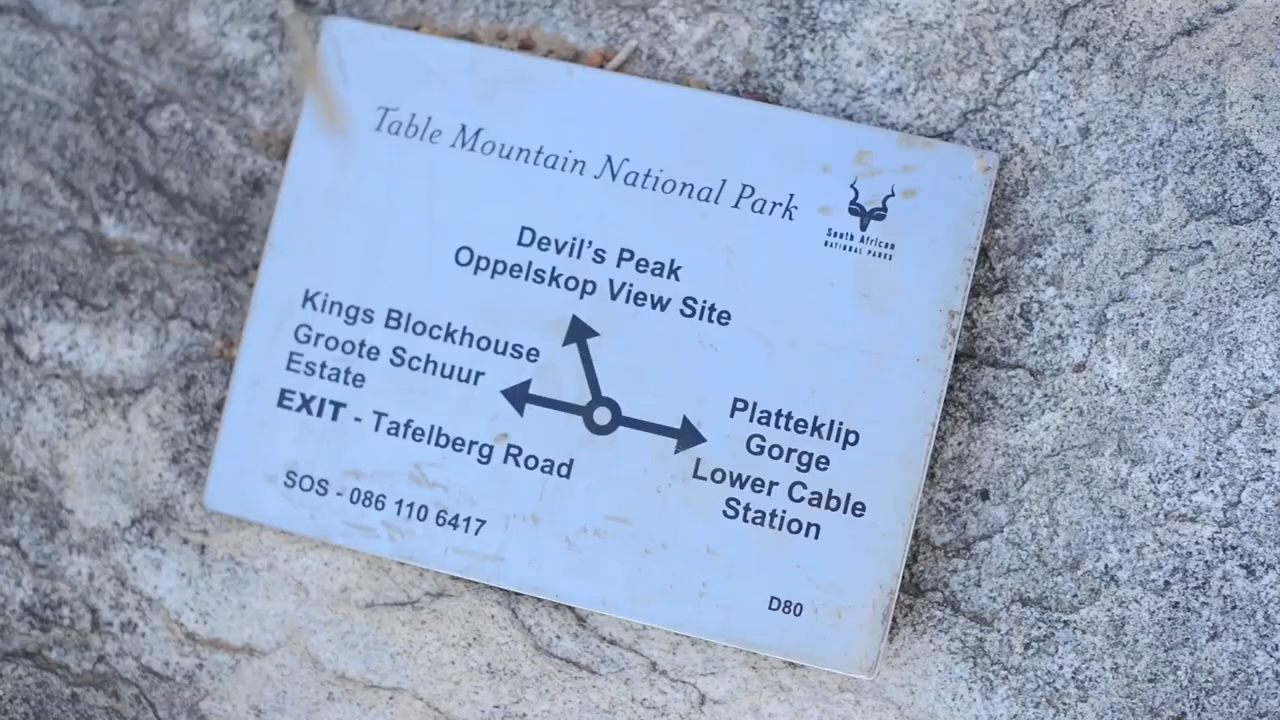 Table Mountain National Park
South African
NATIONAL PARKS
Devil's Peak
Oppelskop View Site
Kings Blockhouse
Groote Schuur
Estate
EXIT - Tafelberg Road
Platteklip
Gorge
Lower Cable
Station
SOS - 086 110 6417
D80